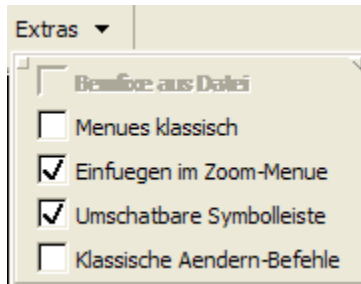 Extras
aus Datei
Menues klassisch
Einfuegen im Zoom-Menue
Umschatbare Symbolleiste
Klassische Aendern-Befehle